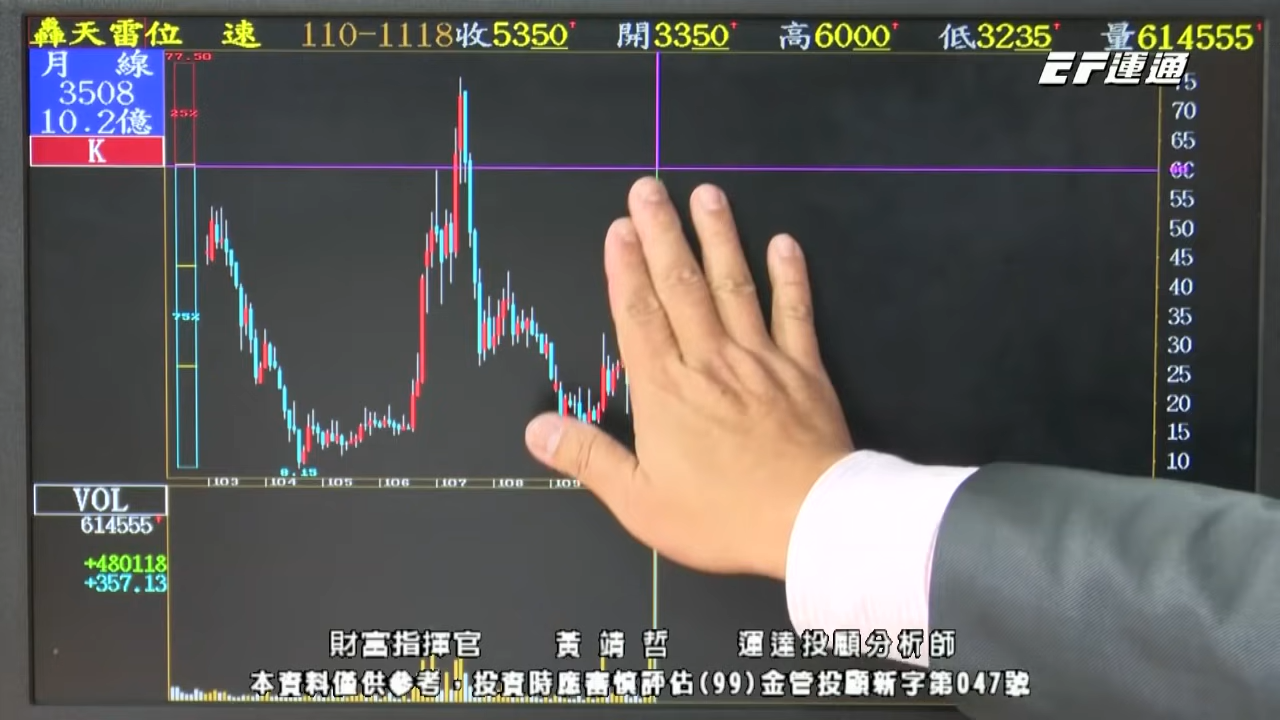 轟天雷位 速 110-1118收5350↑ 開3350↑ 高6000↑ 低3235↑ 量614555↑
EF運通
月 線
3508
10.2億
K
77.50
25%
75%
75
70
65
60
55
50
45
40
35
30
25
20
15
10
8.15
103 104 105 106 107 108 109
VOL
614555↑
+480118
+357.13
財富指揮官 黃靖哲 運達投顧分析師
本資料僅供參考，投資時應審慎評估(99)金管投顧新字第047號